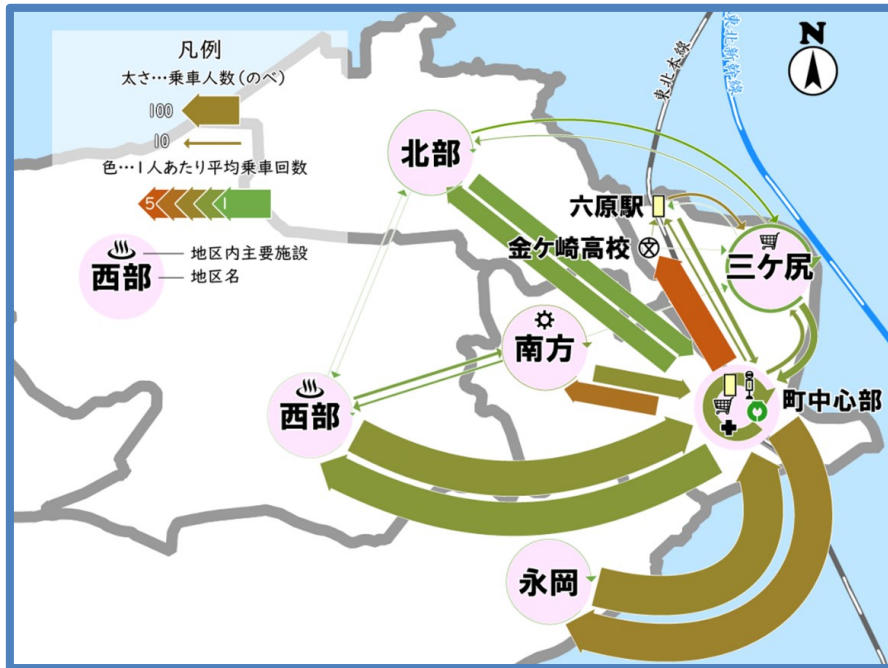 凡例
太さ…乗車人数(のべ)
100
10
色…1人あたり平均乗車回数
5 1
西部
地区内主要施設
地区名
東北本線
東北新幹線
N
北部
六原駅
金ケ崎高校
三ケ尻
南方
西部
町中心部
永岡